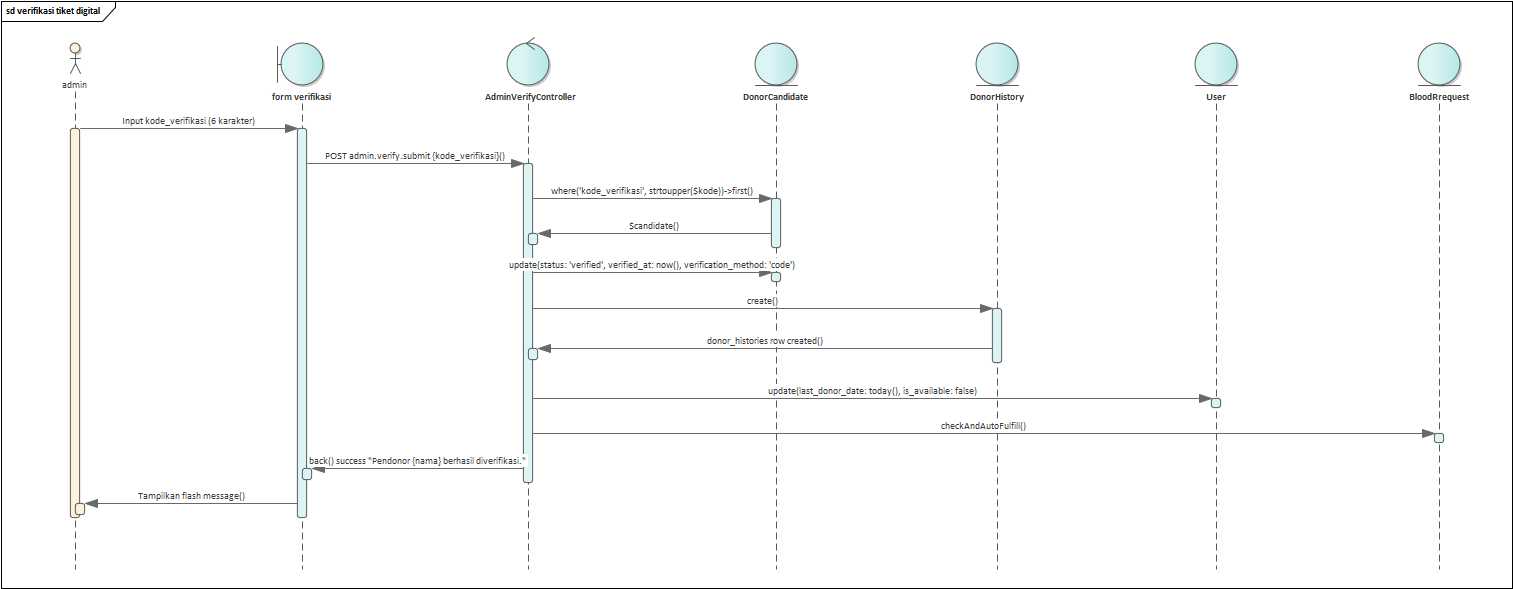 sd verifikasi tiket digital
admin
form verifikasi
AdminVerifyController
DonorCandidate
DonorHistory
User
BloodRrequest
Input kode_verifikasi (6 karakter)
POST admin.verify.submit {kode_verifikasi}()
where('kode_verifikasi', strtoupper($kode))->first()
$candidate()
update(status: 'verified', verified_at: now(), verification_method: 'code')
create()
donor_histories row created()
update(last_donor_date: today(), is_available: false)
checkAndAutoFulfill()
back() success "Pendonor {nama} berhasil diverifikasi."
Tampilkan flash message()